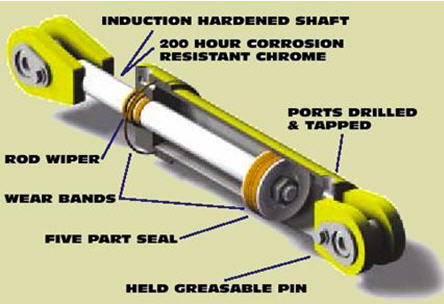 INDUCTION HARDENED SHAFT
200 HOUR CORROSION
RESISTANT CHROME
PORTS DRILLED
& TAPPED
ROD WIPER
WEAR BANDS
FIVE PART SEAL
HELD GREASABLE PIN